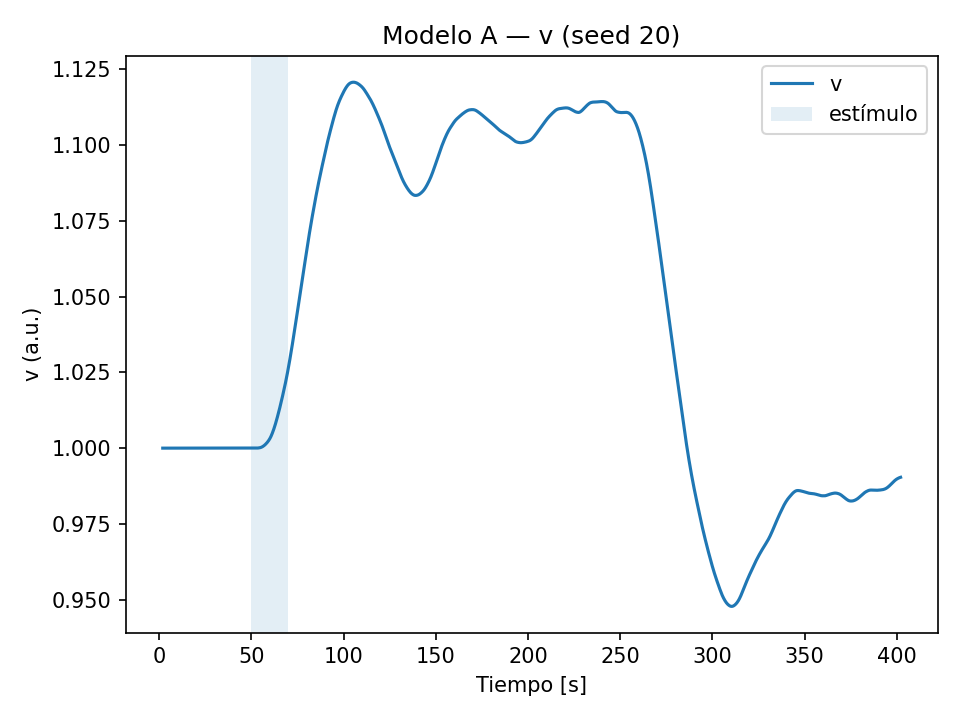 Modelo A — v (seed 20)
v
estímulo
1.125
1.100
1.075
1.050
1.025
1.000
0.975
0.950
v (a.u.)
0 50 100 150 200 250 300 350 400
Tiempo [s]